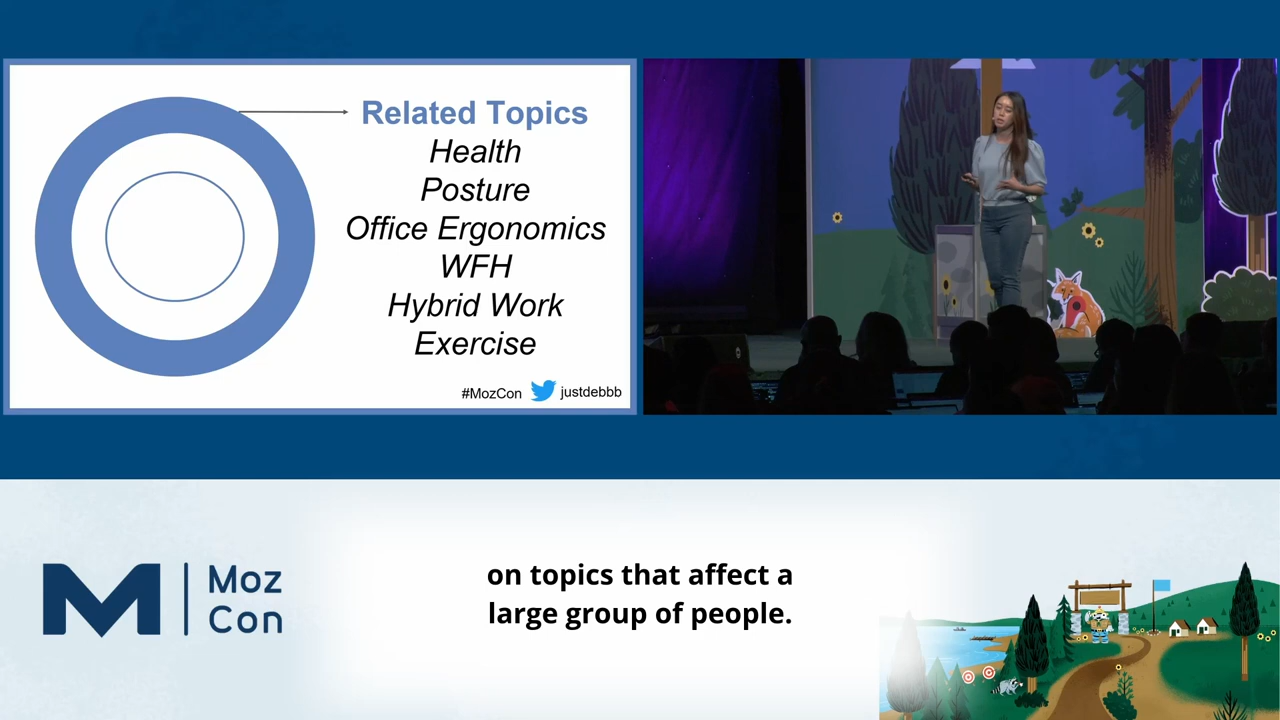 Related Topics
Health
Posture
Office Ergonomics
WFH
Hybrid Work
Exercise
#MozCon justdebbb
M Moz
Con
on topics that affect a
large group of people.